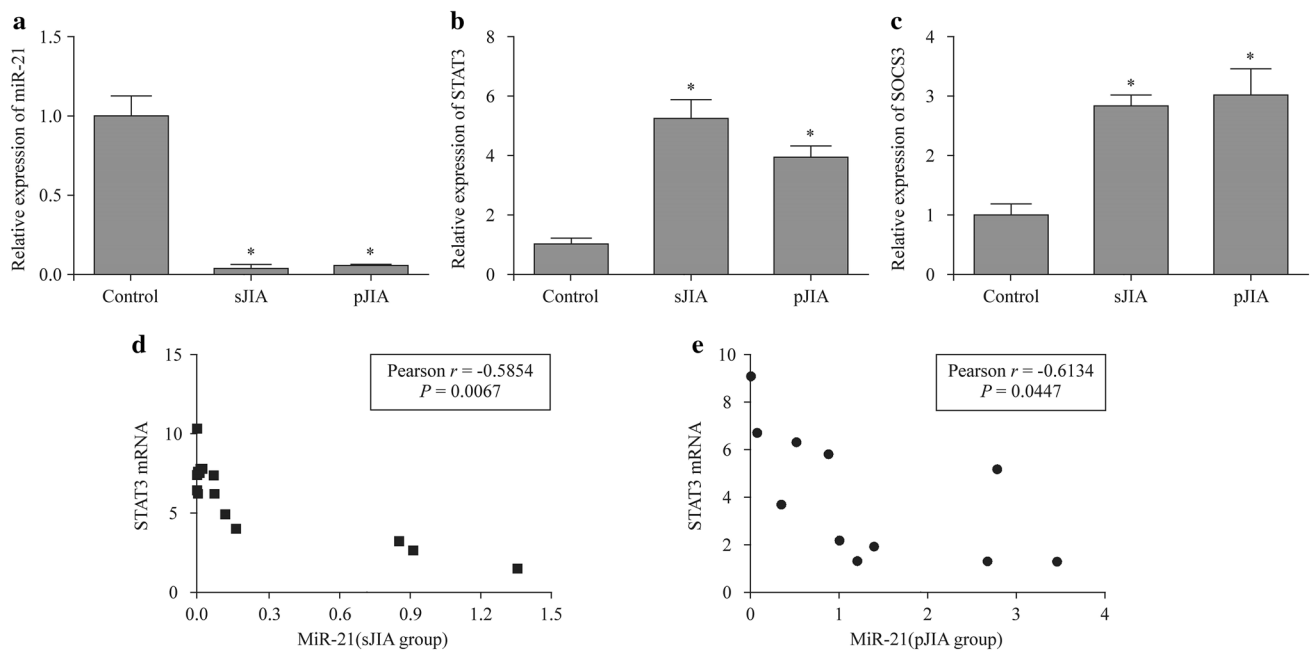 a
Relative expression of miR-21
1.5
1.0
0.5
0.0
*
*
Control sJIA pJIA
b
Relative expression of STAT3
8
6
4
2
0
*
*
Control sJIA pJIA
c
Relative expression of SOCS3
4
3
2
1
0
*
*
Control sJIA pJIA
d
STAT3 mRNA
15
10
5
0
Pearson r = -0.5854
P = 0.0067
0.0 0.3 0.6 0.9 1.2 1.5
MiR-21(sJIA group)
e
STAT3 mRNA
10
8
6
4
2
0
Pearson r = -0.6134
P = 0.0447
0 1 2 3 4
MiR-21(pJIA group)